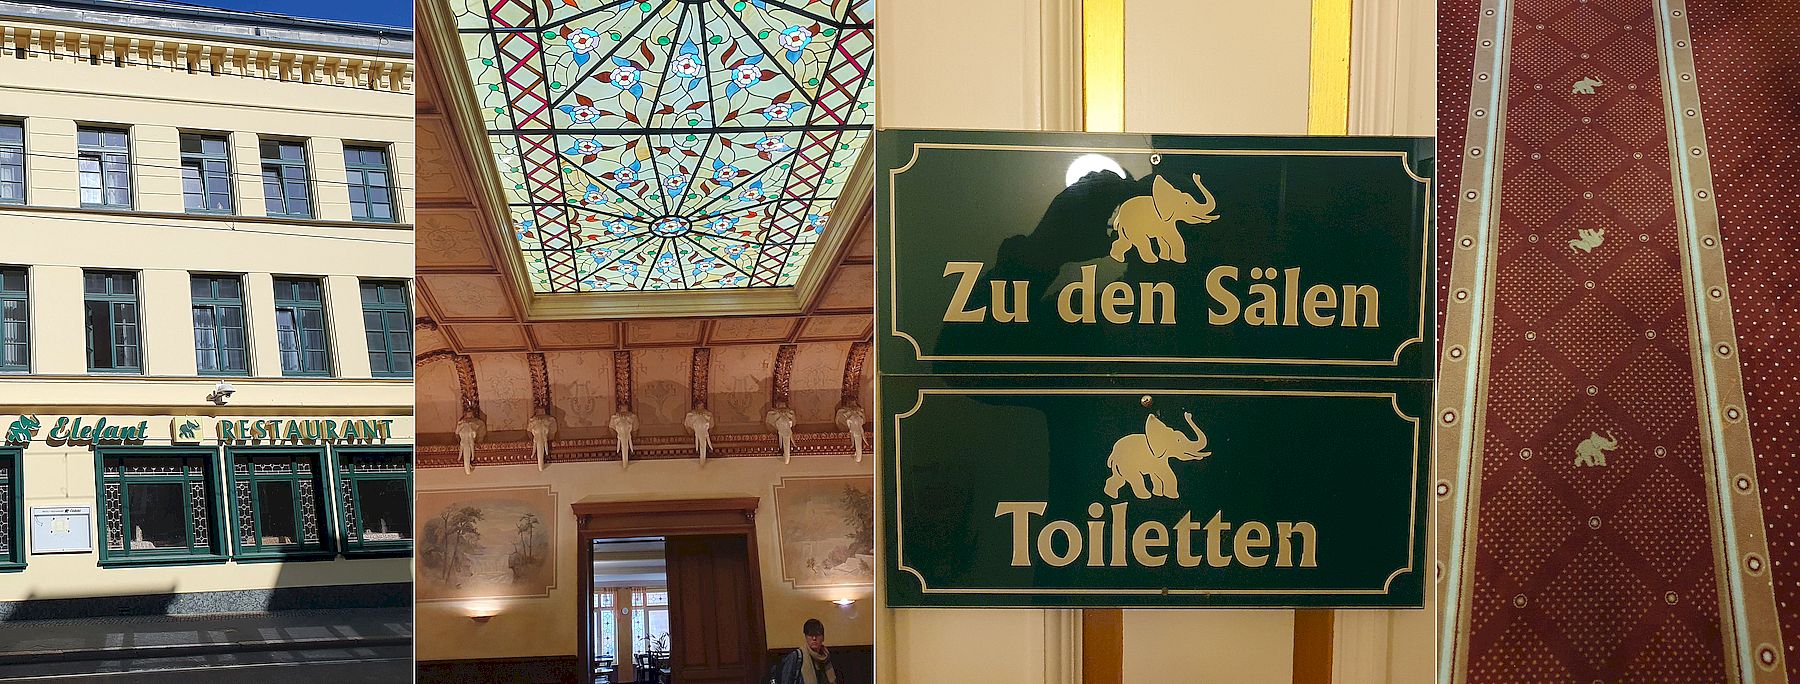 Elefant
RESTAURANT
Zu den Sälen
Toiletten